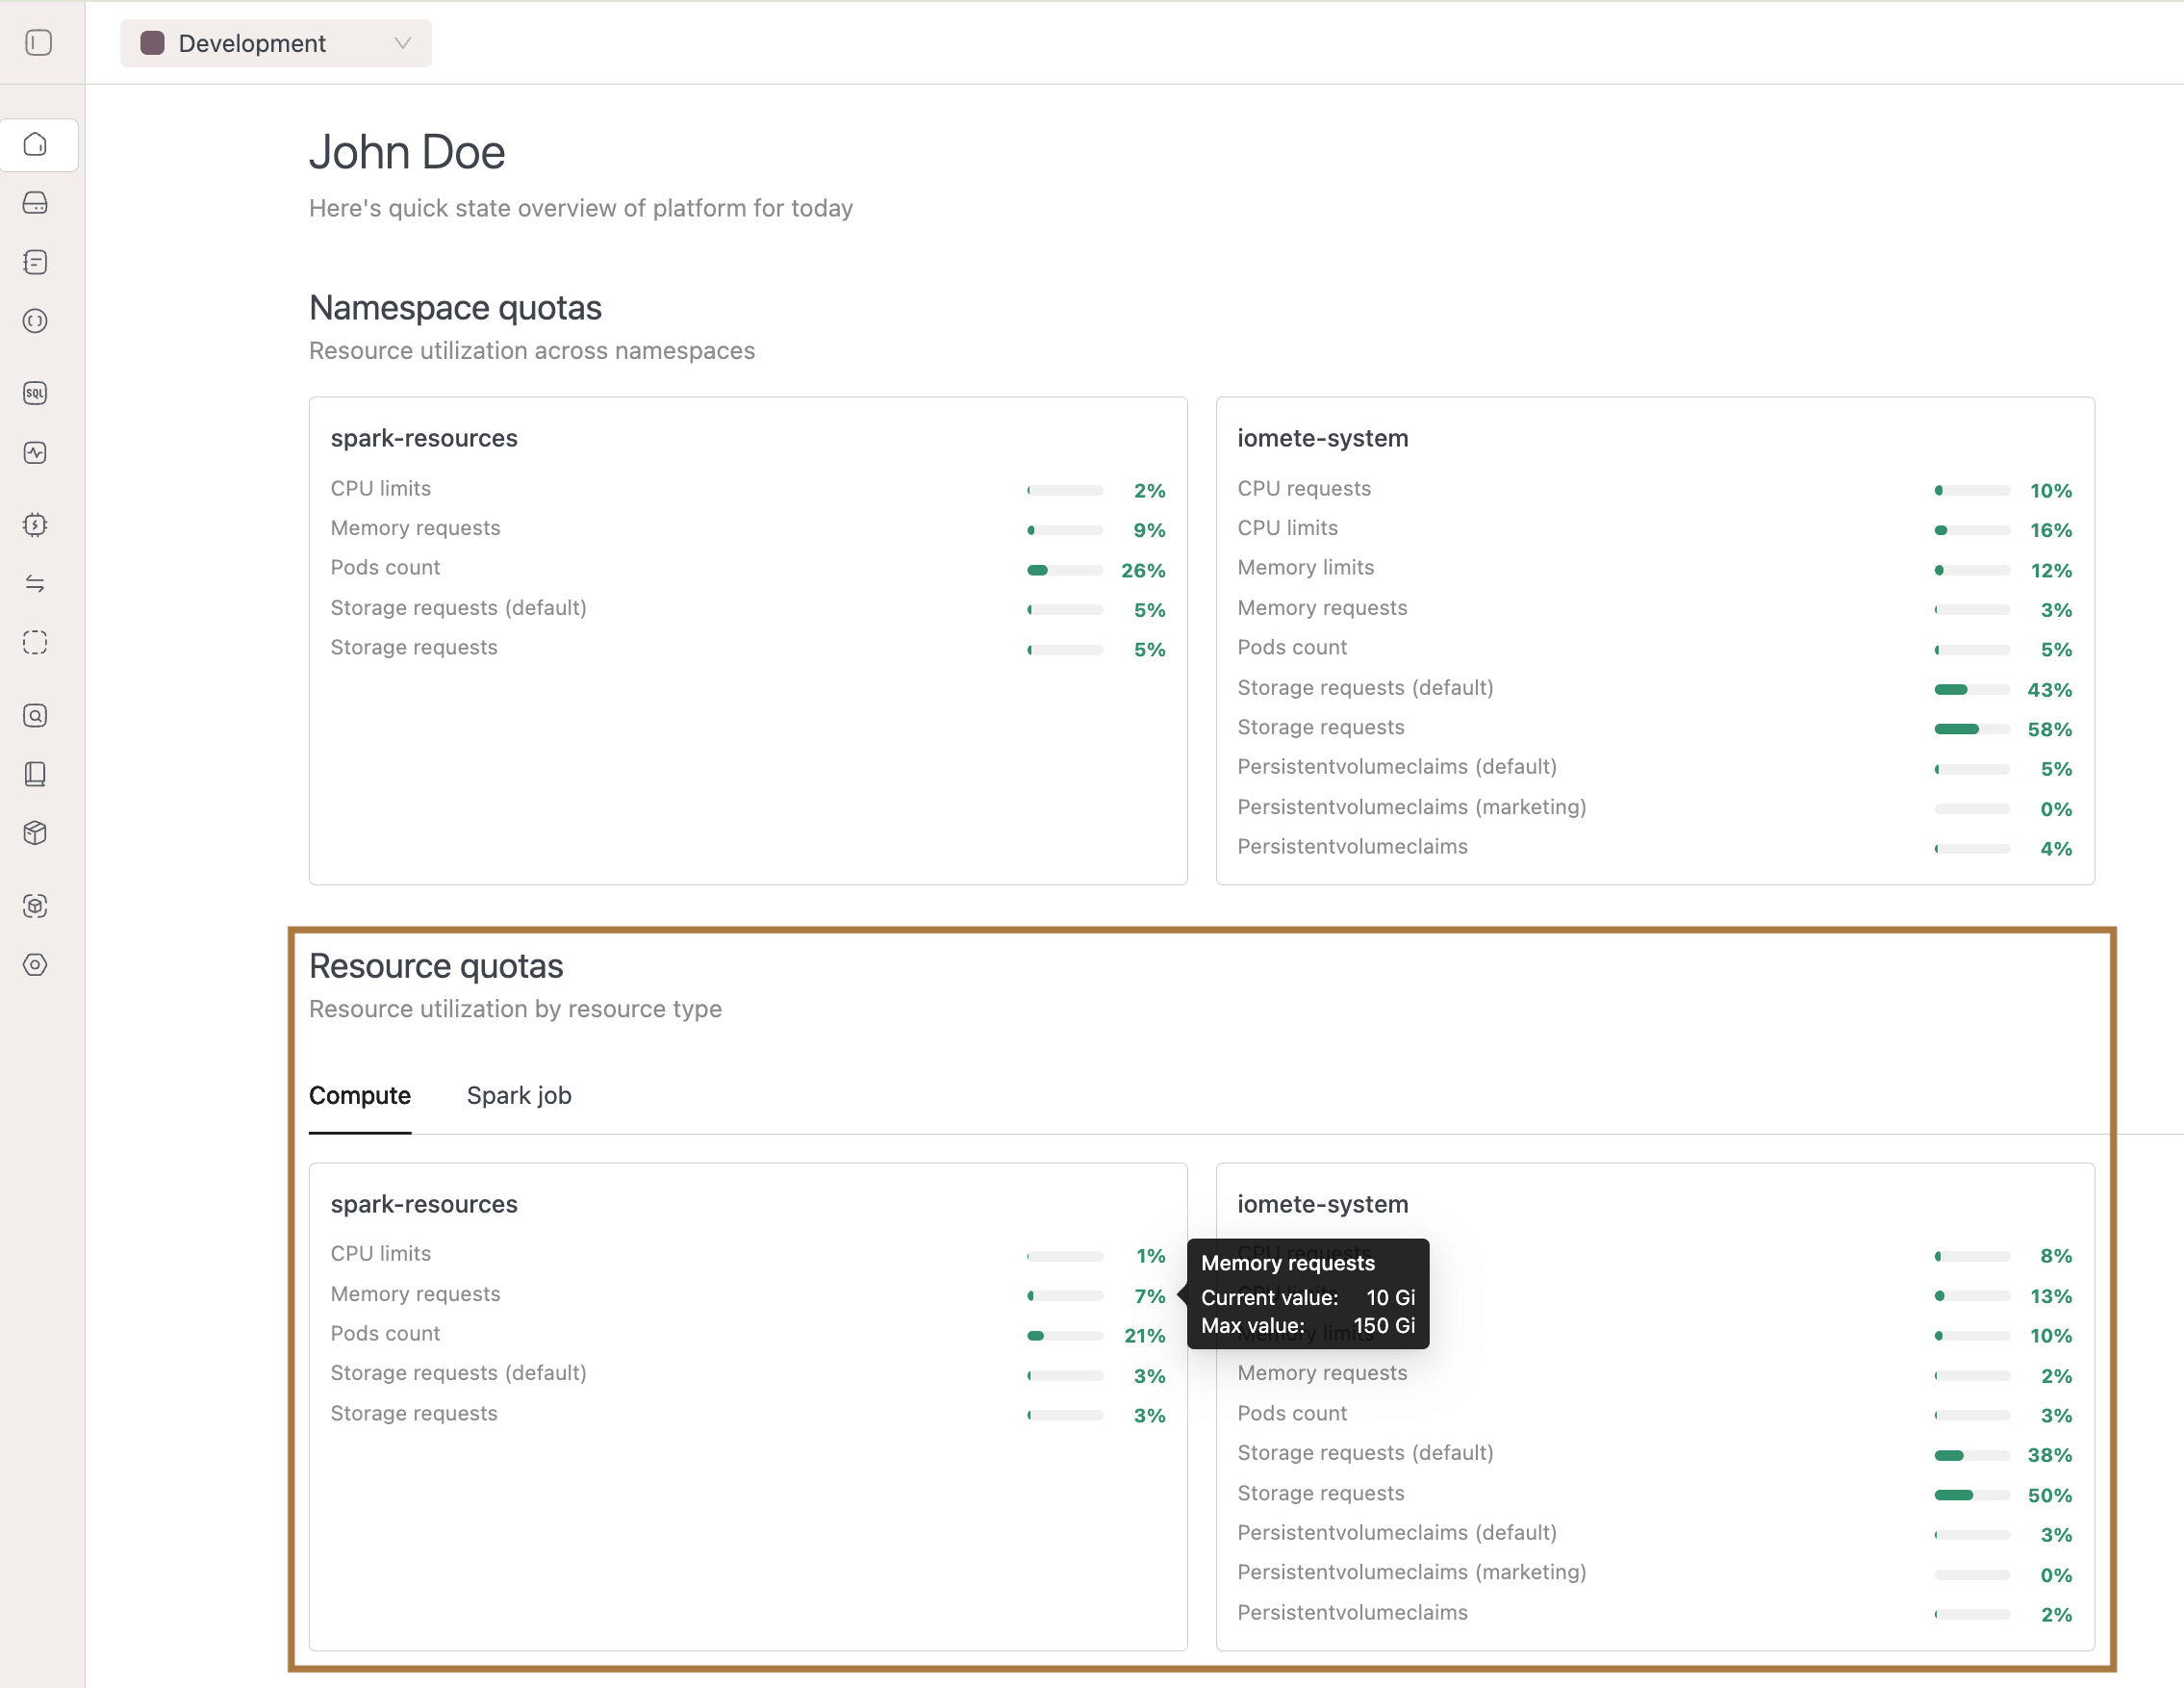 Development
John Doe
Here's quick state overview of platform for today
Namespace quotas
Resource utilization across namespaces
spark-resources
CPU limits 2%
Memory requests 9%
Pods count 26%
Storage requests (default) 5%
Storage requests 5%
iomete-system
CPU requests 10%
CPU limits 16%
Memory limits 12%
Memory requests 3%
Pods count 5%
Storage requests (default) 43%
Storage requests 58%
Persistentvolumeclaims (default) 5%
Persistentvolumeclaims (marketing) 0%
Persistentvolumeclaims 4%
SQL
Resource quotas
Resource utilization by resource type
Compute Spark job
spark-resources
CPU limits 1%
Memory requests 7%
Pods count 21%
Storage requests (default) 3%
Storage requests 3%
Memory requests
Current value: 10 Gi
Max value: 150 Gi
iomete-system
CPU requests 8%
13%
Memory limits 10%
Memory requests 2%
Pods count 3%
Storage requests (default) 38%
Storage requests 50%
Persistentvolumeclaims (default) 3%
Persistentvolumeclaims (marketing) 0%
Persistentvolumeclaims 2%